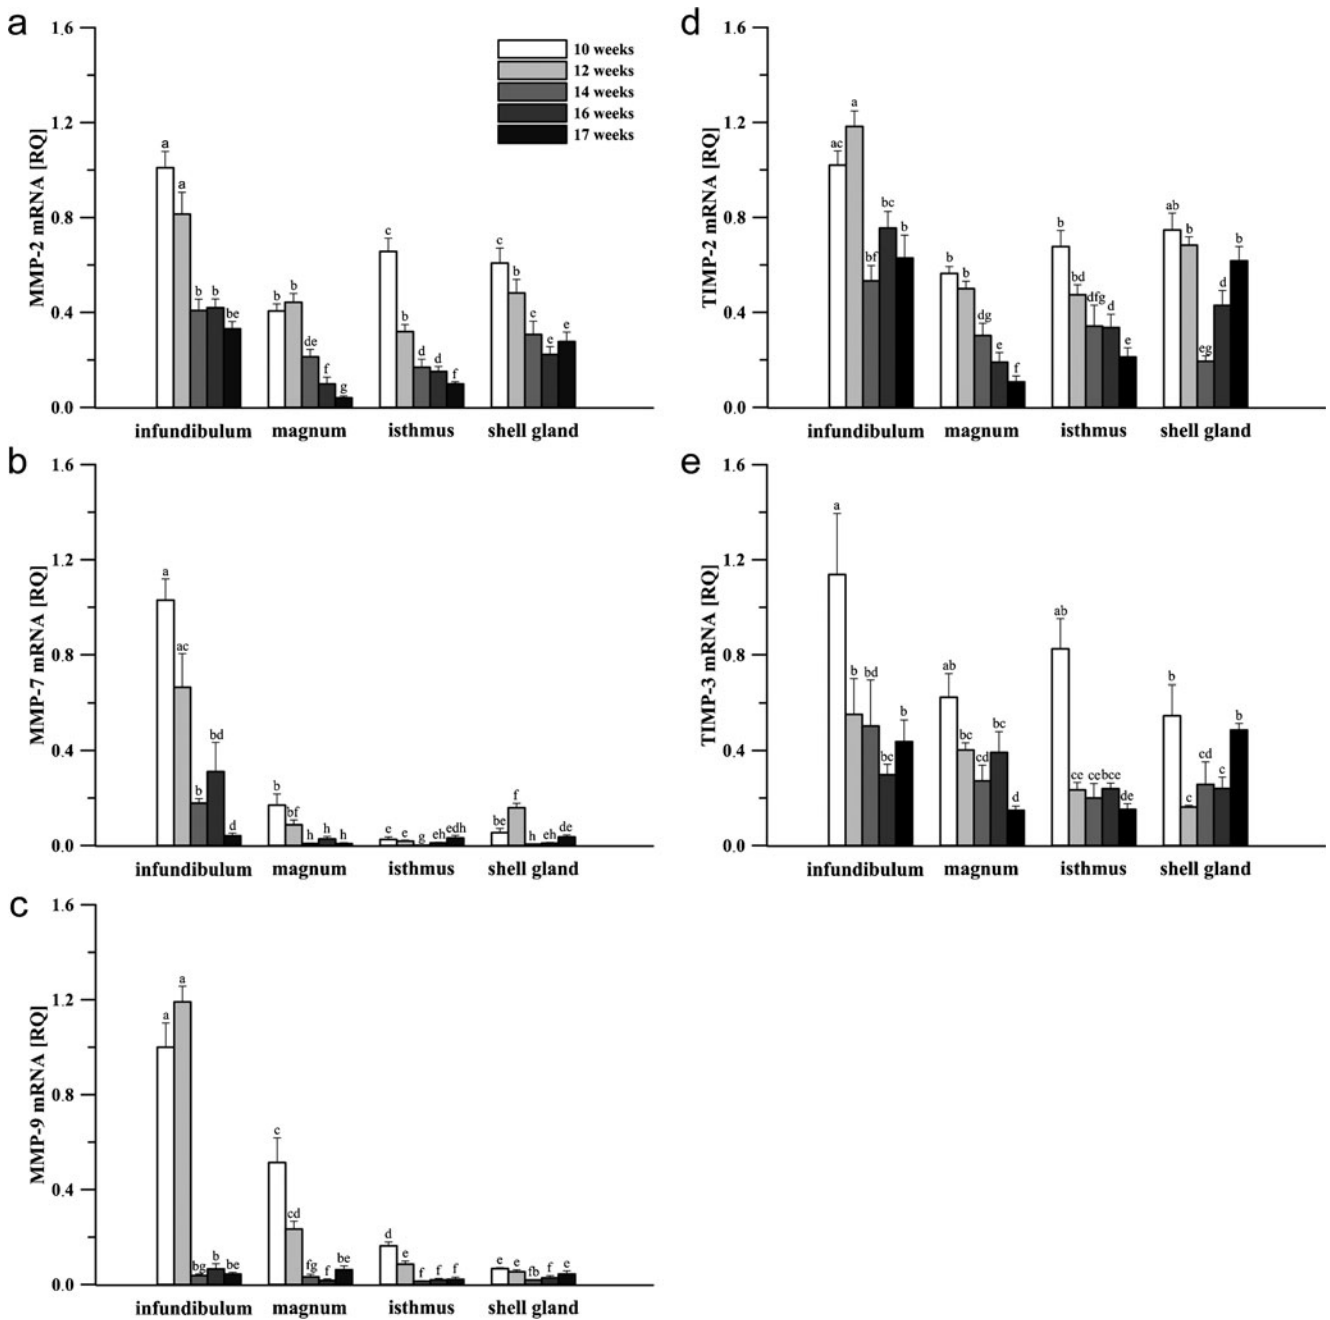 a
1.6
1.2
0.8
0.4
0.0
MMP-2 mRNA [RQ]
10 weeks
12 weeks
14 weeks
16 weeks
17 weeks
a a b b be
b b de f g
c b d d f
c b c e e
infundibulum magnum isthmus shell gland
b
1.6
1.2
0.8
0.4
0.0
MMP-7 mRNA [RQ]
a ac b bd d
b bf h h h
c e g eh edh
be f h eh de
infundibulum magnum isthmus shell gland
c
1.6
1.2
0.8
0.4
0.0
MMP-9 mRNA [RQ]
a a bg b be
c cd fg f be
d e f f f
e e fb f e
infundibulum magnum isthmus shell gland
d
1.6
1.2
0.8
0.4
0.0
TIMP-2 mRNA [RQ]
ac a bf bc b
b b dg e f
b bd dfg d e
ab b eg d b
infundibulum magnum isthmus shell gland
e
1.6
1.2
0.8
0.4
0.0
TIMP-3 mRNA [RQ]
a b bd bc b
ab bc cd bc d
ab ce ce bce de
b c cd c b
infundibulum magnum isthmus shell gland